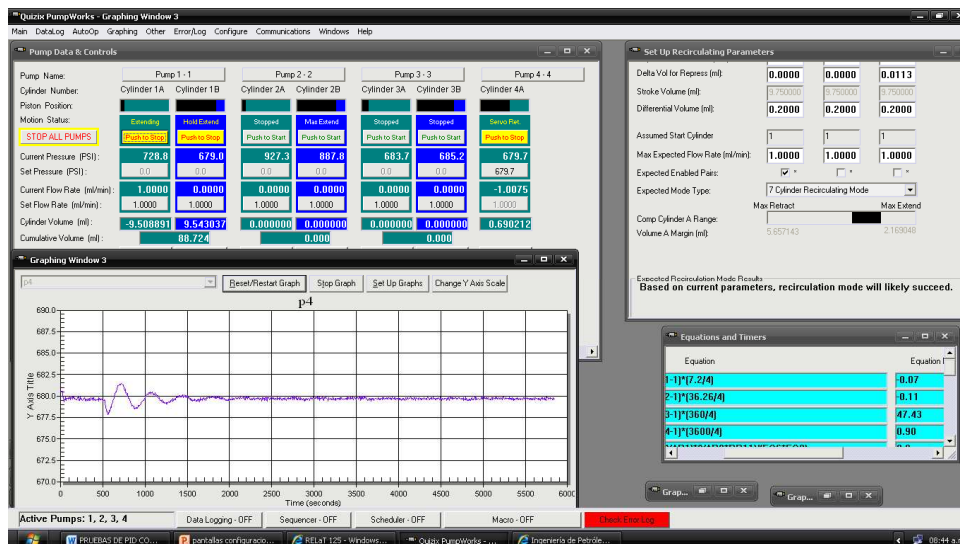 Quizix PumpWorks - Graphing Window 3
Main DataLog AutoOp Graphing Other Error/Log Configure Communications Windows Help
Pump Data & Controls
Pump Name: Pump 1 - 1 Pump 2 - 2 Pump 3 - 3 Pump 4 - 4
Cylinder Number: Cylinder 1A Cylinder 1B Cylinder 2A Cylinder 2B Cylinder 3A Cylinder 3B Cylinder 4A
Piston Position:
Motion Status: Extending Hold Extend Stopped Max Extend Stopped Stopped Servo Ret.
STOP ALL PUMPS Push to Stop Push to Stop Push to Start Push to Start Push to Start Push to Start Push to Stop
Current Pressure (PSI): 728.8 679.0 927.3 887.8 683.7 685.2 679.7
Set Pressure (PSI): 0.0 0.0 0.0 0.0 0.0 0.0 679.7
Current Flow Rate (ml/min): 1.0000 0.0000 0.0000 0.0000 0.0000 0.0000 -1.0075
Set Flow Rate (ml/min): 1.0000 1.0000 1.0000 1.0000 1.0000 1.0000 1.0000
Cylinder Volume (ml): -9.508891 9.543037 0.000000 0.000000 0.000000 0.000000 0.690212
Cumulative Volume (ml): 88.724 0.000 0.000
Graphing Window 3
p4 Reset/Restart Graph Stop Graph Set Up Graphs Change Y Axis Scale
p4
690.0
687.5
685.0
682.5
680.0
677.5
675.0
672.5
670.0
Y Axis Title
0 500 1000 1500 2000 2500 3000 3500 4000 4500 5000 5500 6000
Time (seconds)
Set Up Recirculating Parameters
Delta Vol for Repress (ml): 0.0000 0.0000 0.0113
Stroke Volume (ml): 9.750000 9.750000 9.750000
Differential Volume (ml): 0.2000 0.2000 0.2000
Assumed Start Cylinder 1 1 1
Max Expected Flow Rate (ml/min): 1.0000 1.0000 1.0000
Expected Enabled Pairs: * * *
Expected Mode Type: 7 Cylinder Recirculating Mode
Max Retract Max Extend
Comp Cylinder A Range:
Volume A Margin (ml): 5.657143 2.169048
Expected Recirculation Mode Results
Based on current parameters, recirculation mode will likely succeed.
Equations and Timers
Equation Equation
1-1)*(7.2/4) -0.07
2-1)*(36.26/4) -0.11
3-1)*(360/4) 47.43
4-1)*(3600/4) 0.90
Grap... Grap...
Active Pumps: 1, 2, 3, 4 Data Logging - OFF Sequencer - OFF Scheduler - OFF Macro - OFF Check Error Log
PRUEBAS DE PID CO... pantallas configuracio... RELaT 125 - Windows... Quizix PumpWorks - ... Ingeniería de Petróle... 08:44 a.m.